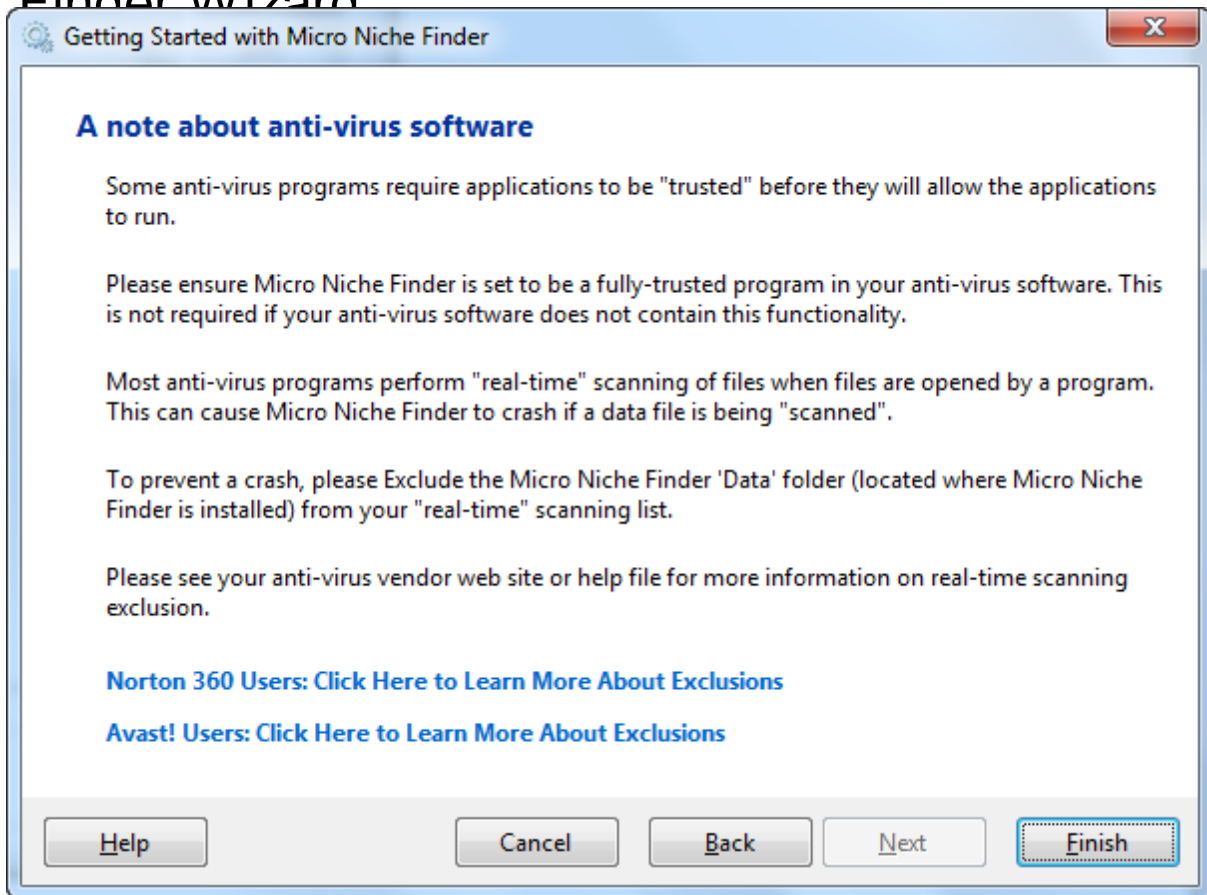 Finder Wizard
Getting Started with Micro Niche Finder
A note about anti-virus software
Some anti-virus programs require applications to be "trusted" before they will allow the applications
to run.
Please ensure Micro Niche Finder is set to be a fully-trusted program in your anti-virus software. This
is not required if your anti-virus software does not contain this functionality.
Most anti-virus programs perform "real-time" scanning of files when files are opened by a program.
This can cause Micro Niche Finder to crash if a data file is being "scanned".
To prevent a crash, please Exclude the Micro Niche Finder 'Data' folder (located where Micro Niche
Finder is installed) from your "real-time" scanning list.
Please see your anti-virus vendor web site or help file for more information on real-time scanning
exclusion.
Norton 360 Users: Click Here to Learn More About Exclusions
Avast! Users: Click Here to Learn More About Exclusions
Help Cancel Back Next Finish